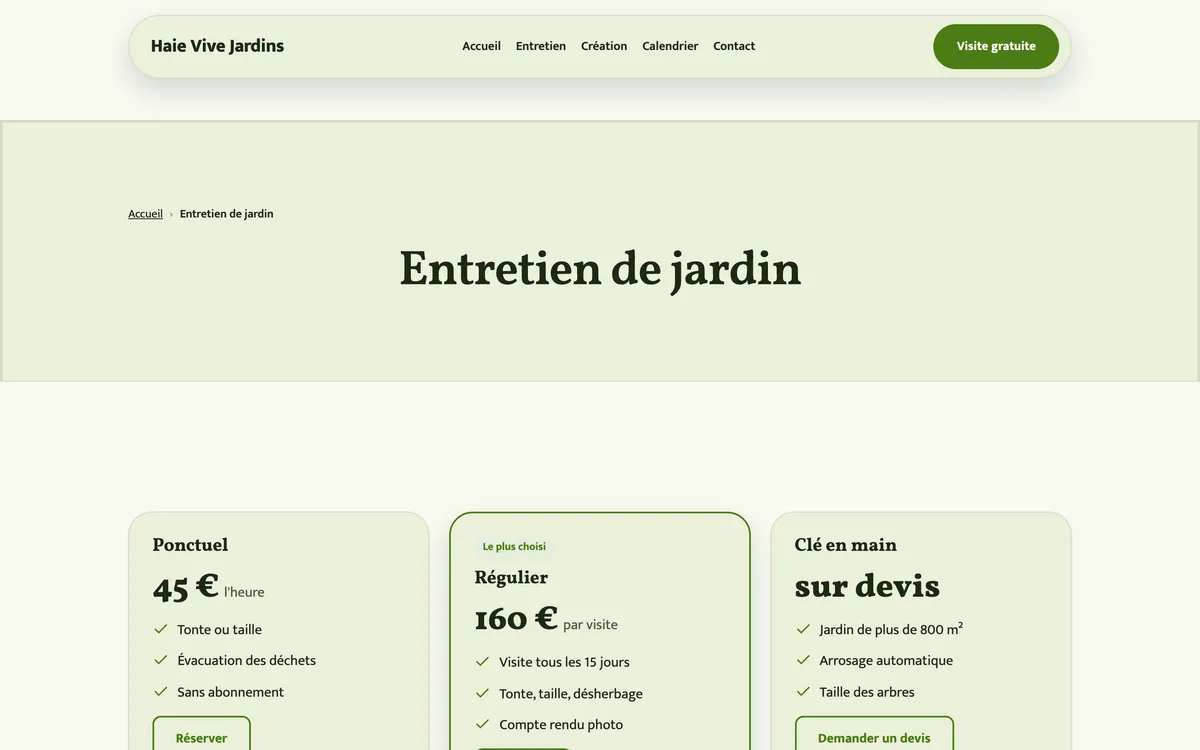 Haie Vive Jardins
Accueil Entretien Création Calendrier Contact
Visite gratuite
Accueil › Entretien de jardin
Entretien de jardin
Ponctuel
45 € l'heure
Tonte ou taille
Évacuation des déchets
Sans abonnement
Réserver
Le plus choisi
Régulier
160 € par visite
Visite tous les 15 jours
Tonte, taille, désherbage
Compte rendu photo
Clé en main
sur devis
Jardin de plus de 800 m²
Arrosage automatique
Taille des arbres
Demander un devis